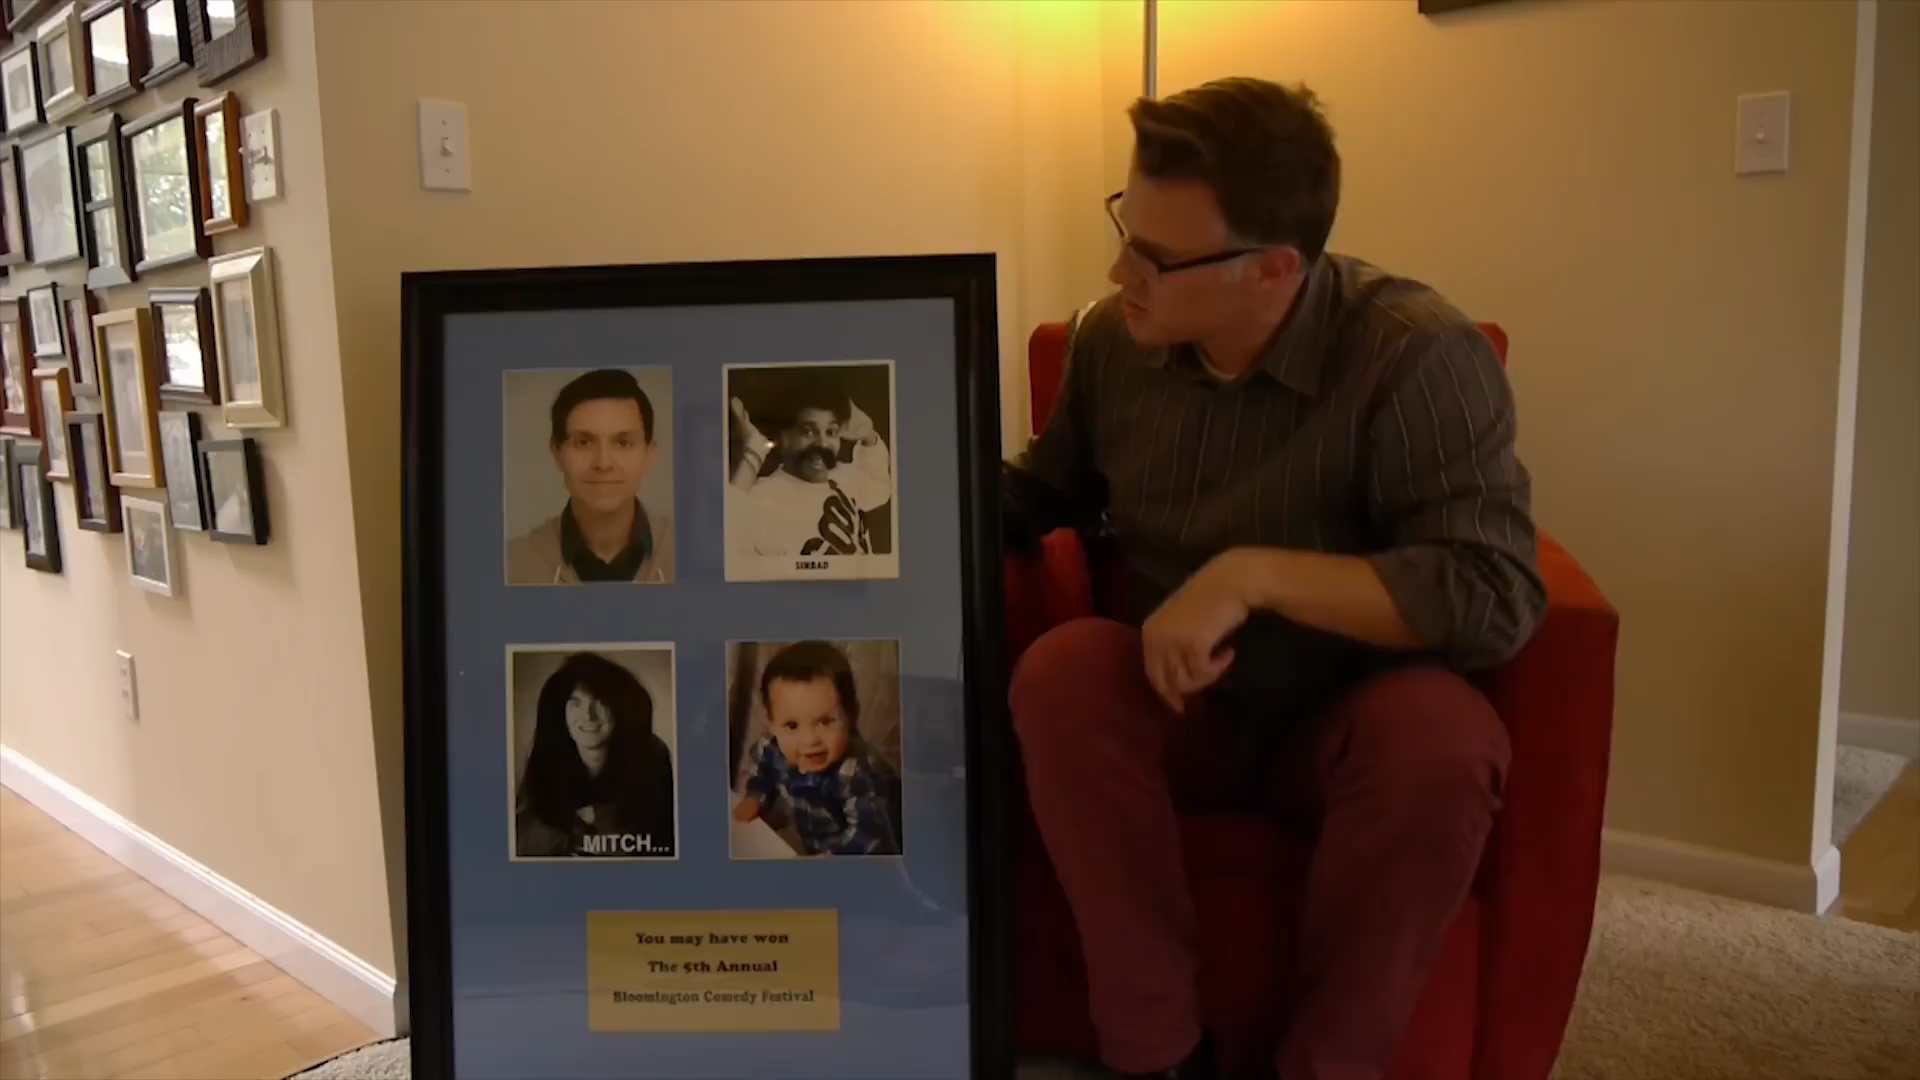 SINBAD
MITCH...
You may have won
The 5th Annual
Bloomington Comedy Festival